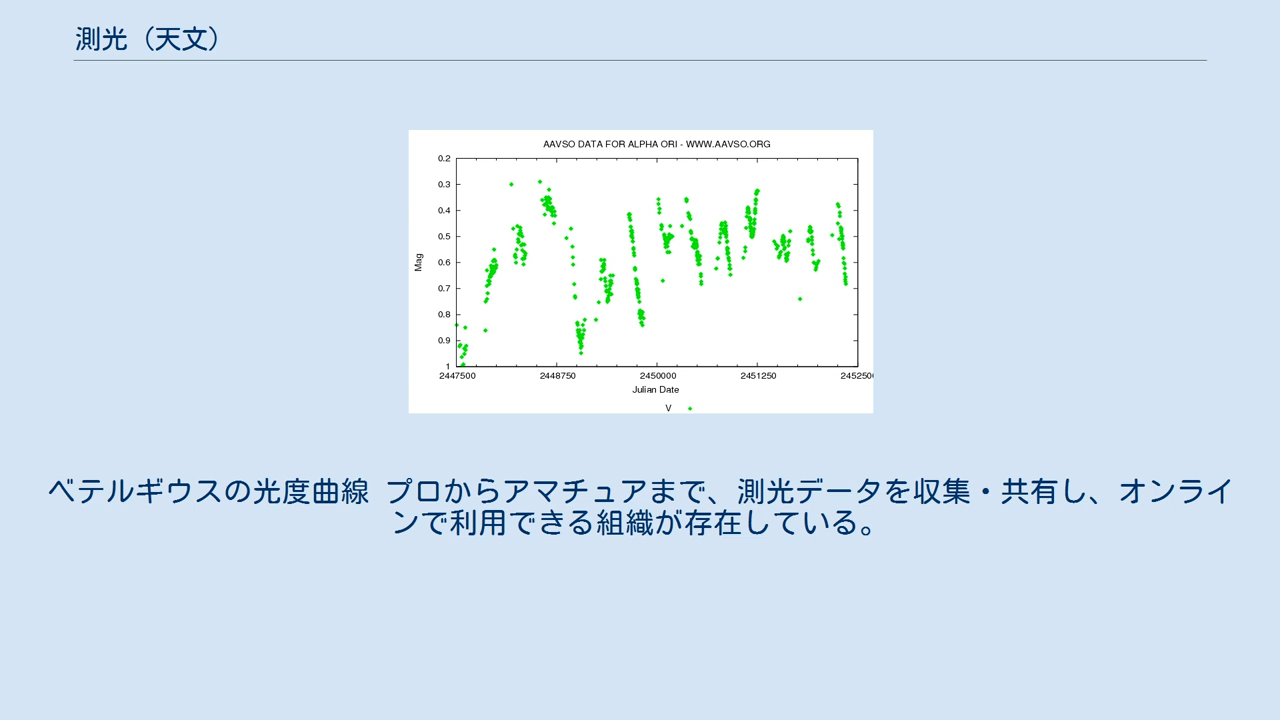 測光（天文）
AAVSO DATA FOR ALPHA ORI - WWW.AAVSO.ORG
0.2
0.3
0.4
0.5
0.6
0.7
0.8
0.9
1
Mag
2447500 2448750 2450000 2451250 245250
Julian Date
V
ベテルギウスの光度曲線 プロからアマチュアまで、測光データを収集・共有し、オンライ
ンで利用できる組織が存在している。